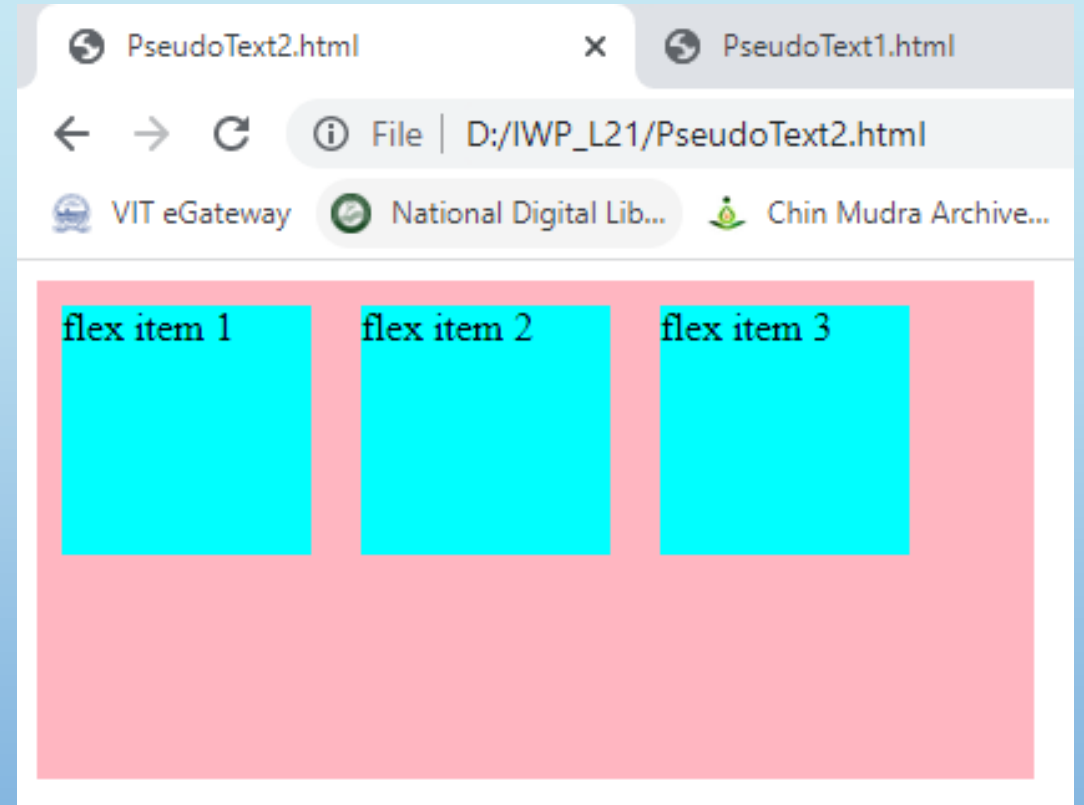 PseudoText2.html PseudoText1.html
File D:/IWP_L21/PseudoText2.html
VIT eGateway National Digital Lib... Chin Mudra Archive...
flex item 1 flex item 2 flex item 3